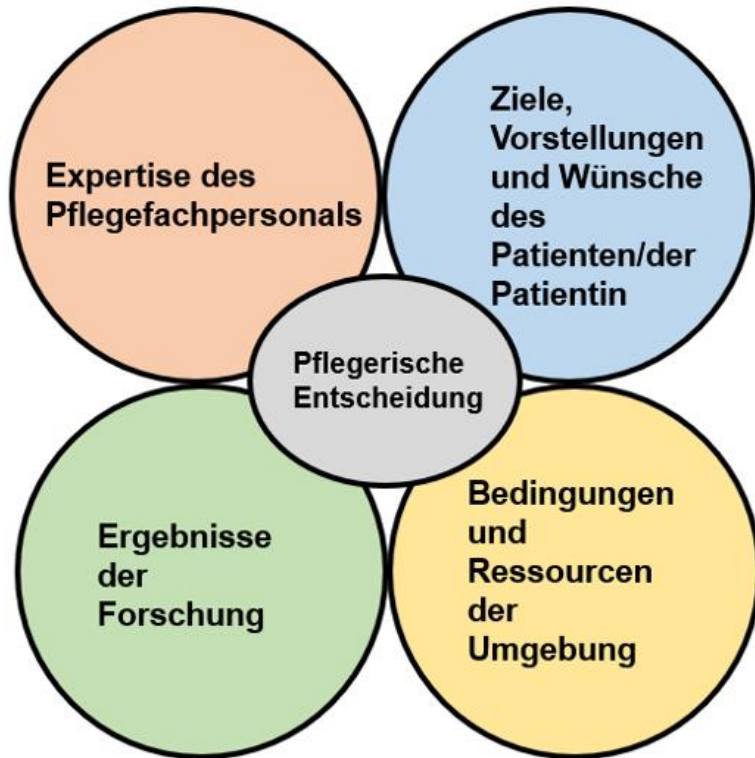 Expertise des
Pflegefachpersonals
Ziele,
Vorstellungen
und Wünsche
des
Patienten/der
Patientin
Pflegerische
Entscheidung
Ergebnisse
der
Forschung
Bedingungen
und
Ressourcen
der
Umgebung